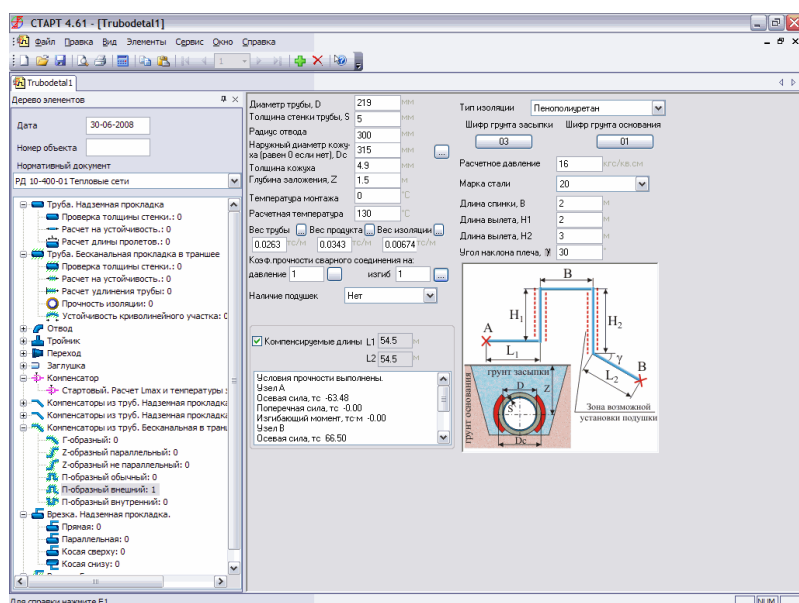 СТАРТ 4.61 - [Trubodetal1]
Файл Правка Вид Элементы Сервис Окно Справка
1
Trubodetal1
Дерево элементов
Дата 30-06-2008
Номер объекта
Нормативный документ
РД 10-400-01 Тепловые сети
Труба. Надземная прокладка
Проверка толщины стенки.: 0
Расчет на устойчивость.: 0
Расчет длины пролетов.: 0
Труба. Бесканальная прокладка в траншее
Проверка толщины стенки.: 0
Расчет на устойчивость.: 0
Расчет удлинения трубы: 0
Прочность изоляции: 0
Устойчивость криволинейного участка: 0
Отвод
Тройник
Переход
Заглушка
Компенсатор
Стартовый. Расчет Lmax и температуры
Компенсаторы из труб. Надземная прокладка
Компенсаторы из труб. Надземная прокладка
Компенсаторы из труб. Бесканальная в тран
Г-образный: 0
Z-образный параллельный: 0
Z-образный не параллельный: 0
П-образный обычный: 0
П-образный внешний: 1
П-образный внутренний: 0
Врезка. Надземная прокладка.
Прямая: 0
Параллельная: 0
Косая сверху: 0
Косая снизу: 0
Диаметр трубы, D 219 мм
Толщина стенки трубы, S 5 мм
Радиус отвода 300 мм
Наружный диаметр кожу-
ха (равен 0 если нет), Dc 315 мм ...
Толщина кожуха 4.9 мм
Глубина заложения, Z 1.5 м
Температура монтажа 0 °C
Расчетная температура 130 °C
Вес трубы ... Вес продукта ... Вес изоляции ...
0.0263 тс/м 0.0343 тс/м 0.00674 тс/м
Коэф.прочности сварного соединения на:
давление 1 ... изгиб 1 ...
Наличие подушек Нет
Компенсируемые длины L1 54.5 м
L2 54.5 м
Условия прочности выполнены.
Узел A
Осевая сила, тс -63.48
Поперечная сила, тс -0.00
Изгибающий момент, тс·м -0.00
Узел B
Осевая сила, тс 66.50
Тип изоляции Пенополиуретан
Шифр грунта засыпки Шифр грунта основания
03 01
Расчетное давление 16 кгс/кв.см
Марка стали 20
Длина спинки, B 2 м
Длина вылета, H1 2 м
Длина вылета, H2 3 м
Угол наклона плеча, γ 30 °
B
H1 H2
A
L1
γ
B
L2
грунт засыпки
D
Z
S
Dc
грунт основания
Зона возможной
установки подушки
Для справки нажмите F1
NUM